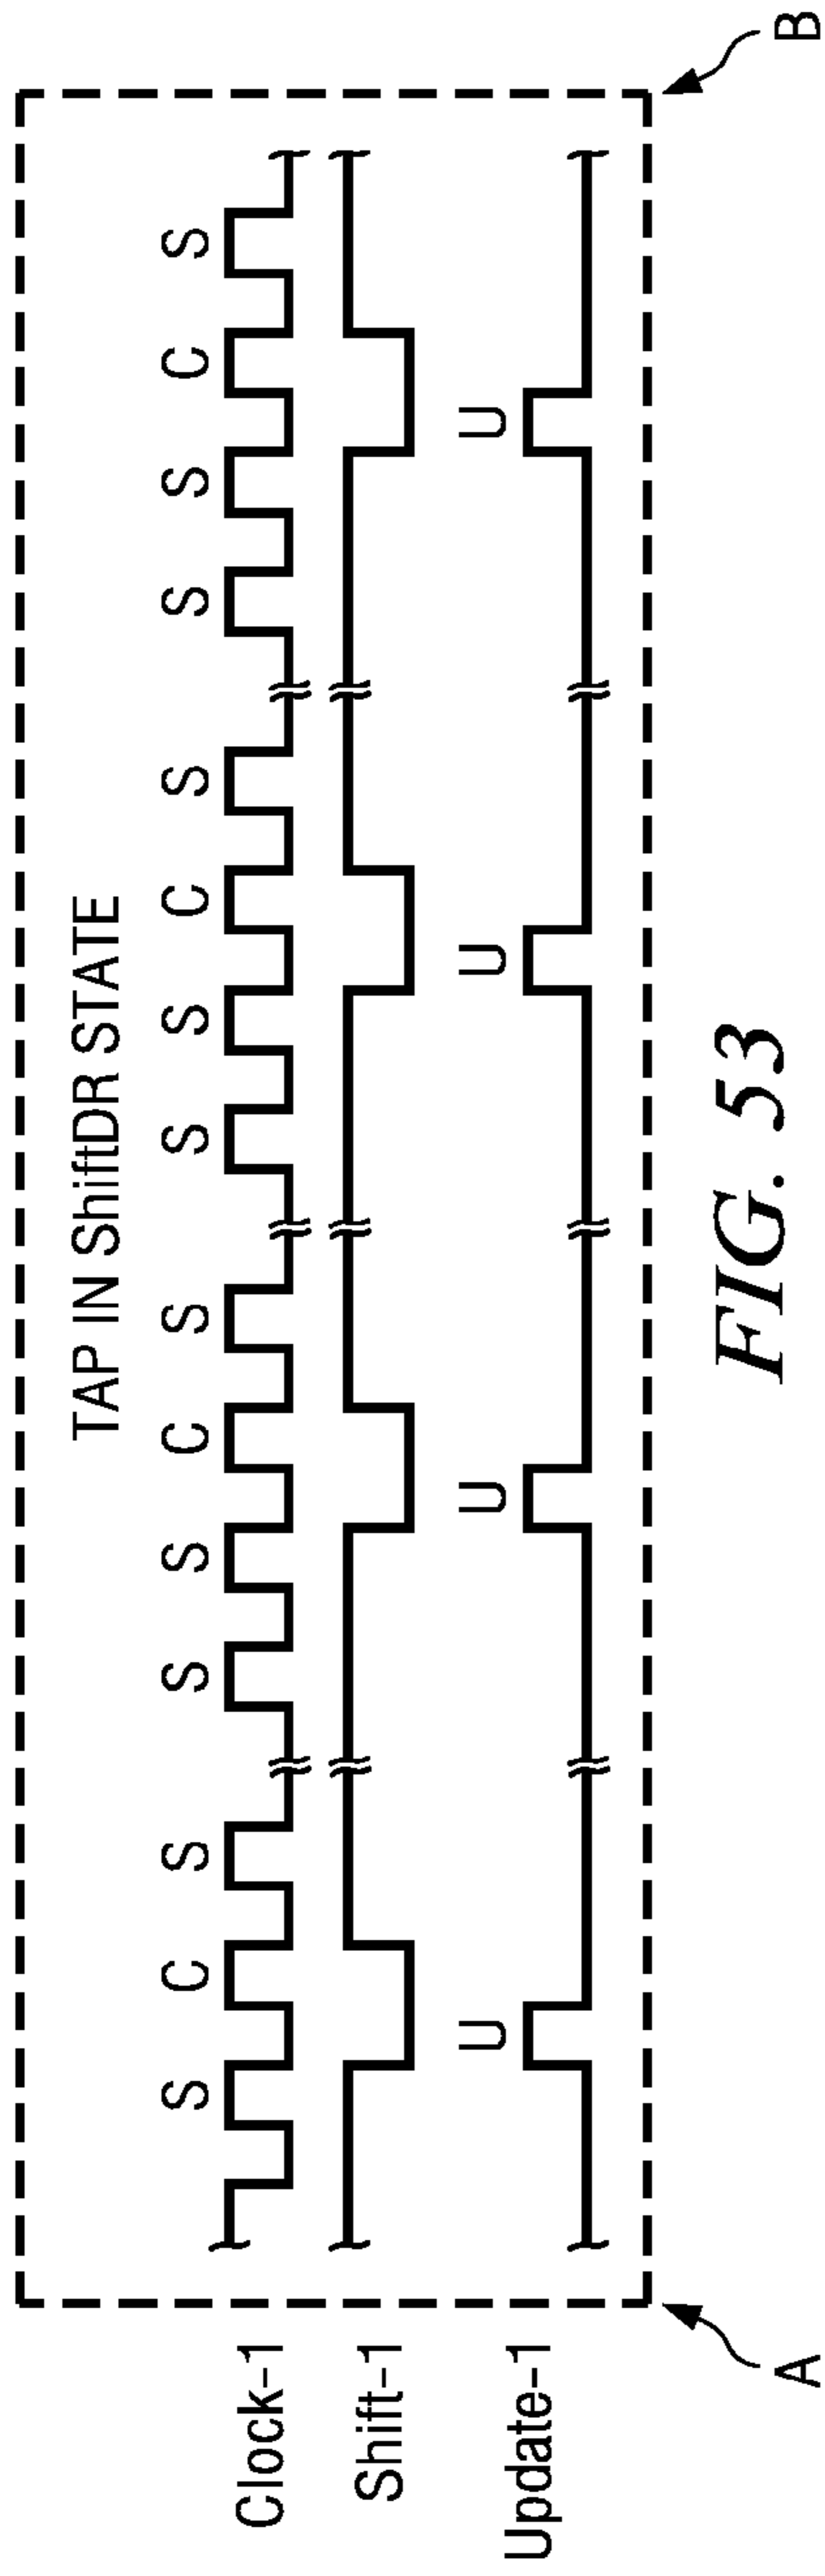 TAP IN ShiftDR STATE
S C S S S C S S S C S S S C S
Clock-1
Shift-1
U U U U
Update-1
A B
FIG. 53